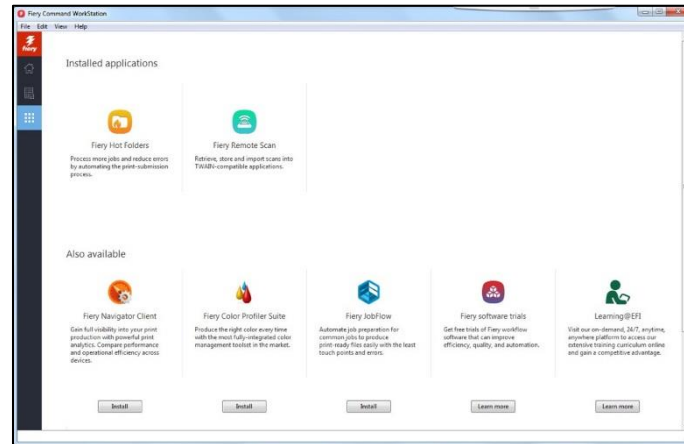 Fiery Command WorkStation
File Edit View Help
fiery
Installed applications
Fiery Hot Folders
Process more jobs and reduce errors
by automating the print-submission
process.
Fiery Remote Scan
Retrieve, store and import scans into
TWAIN-compatible applications.
Also available
Fiery Navigator Client
Gain full visibility into your print
production with powerful print
analytics. Compare performance
and operational efficiency across
devices.
Install
Fiery Color Profiler Suite
Produce the right color every time
with the most fully-integrated color
management toolset in the market.
Install
Fiery JobFlow
Automate job preparation for
common jobs to produce
print-ready files easily with the least
touch points and errors.
Install
Fiery software trials
Get free trials of Fiery workflow
software that can improve
efficiency, quality, and automation.
Learn more
Learning@EFI
Visit our on-demand, 24/7, anytime,
anywhere platform to access our
extensive training curriculum online
and gain a competitive advantage.
Learn more